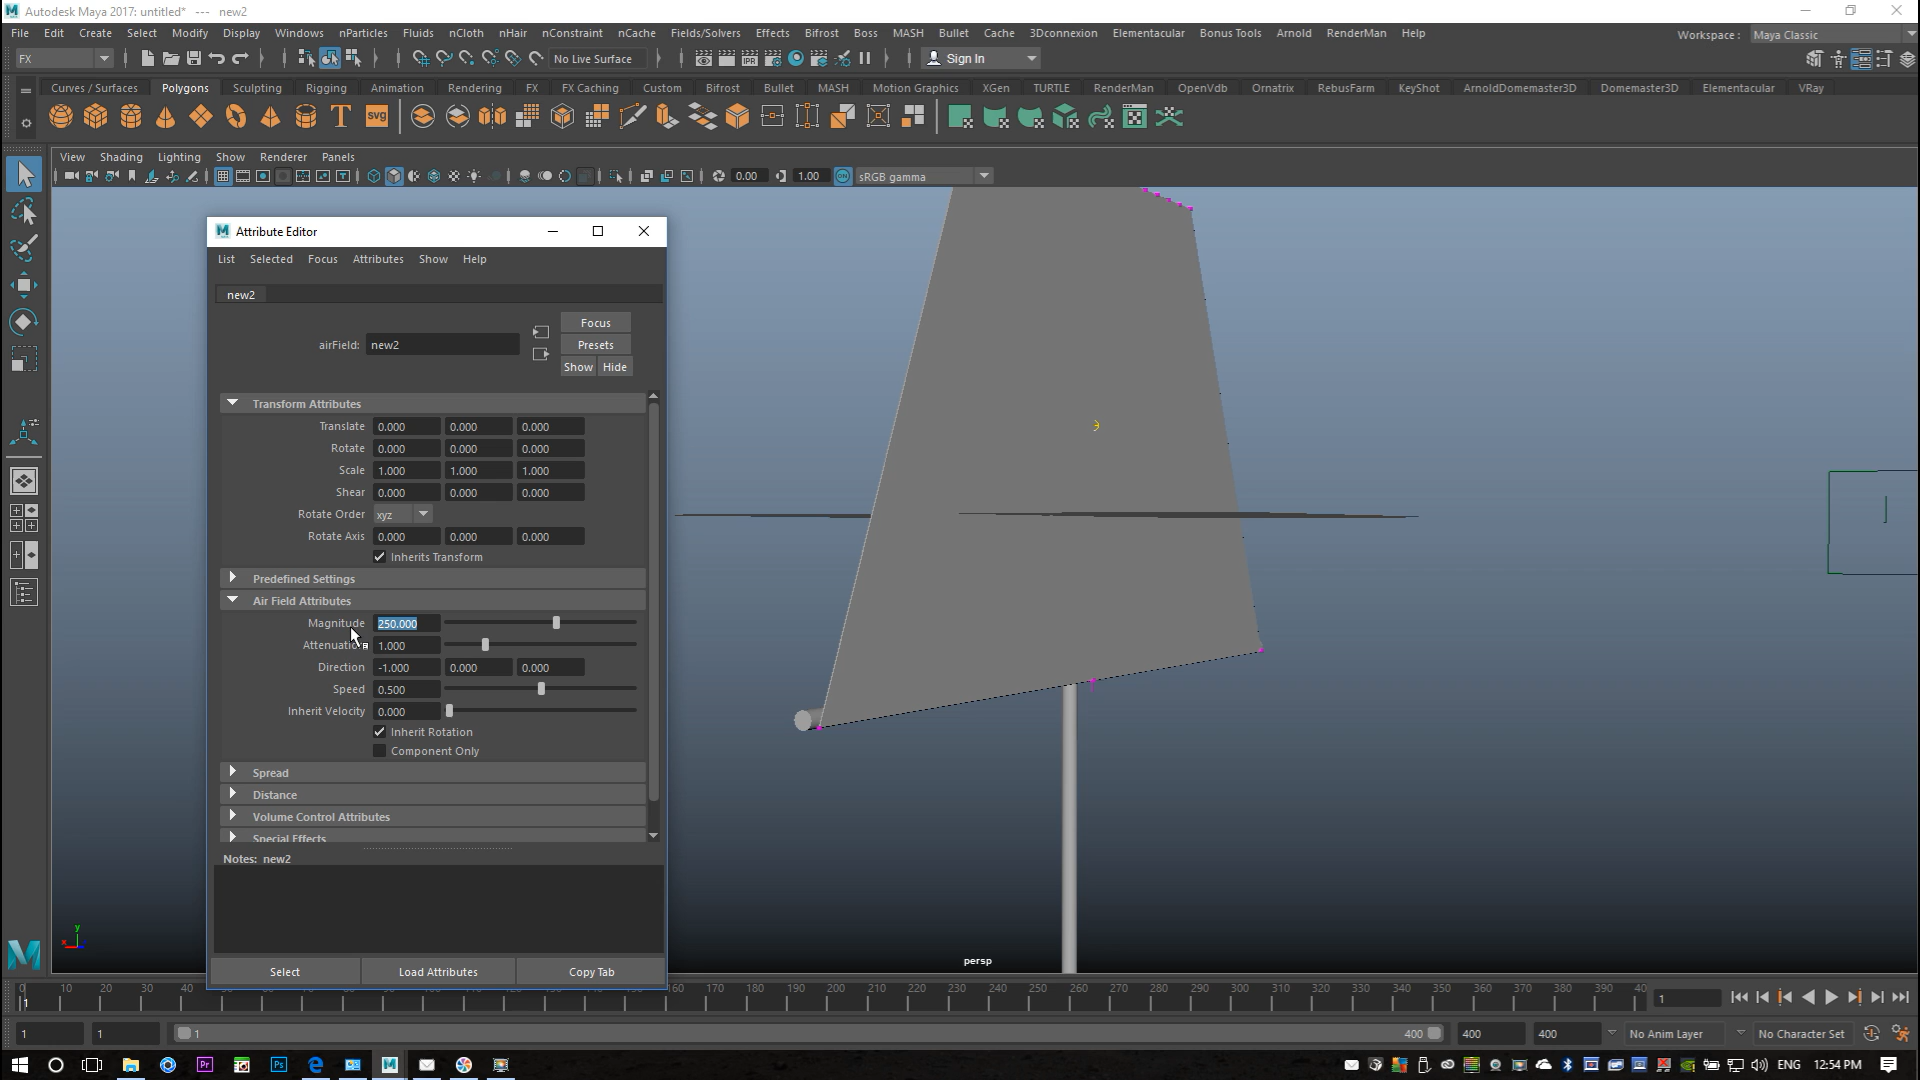 Autodesk Maya 2017: untitled* --- new2
File Edit Create Select Modify Display Windows nParticles Fluids nCloth nHair nConstraint nCache Fields/Solvers Effects Bifrost Boss MASH Bullet Cache 3Dconnexion Elementacular Bonus Tools Arnold RenderMan Help
Workspace : Maya Classic
FX No Live Surface Sign In
Curves / Surfaces Polygons Sculpting Rigging Animation Rendering FX FX Caching Custom Bifrost Bullet MASH Motion Graphics XGen TURTLE RenderMan OpenVdb Ornatrix RebusFarm KeyShot ArnoldDomemaster3D Domemaster3D Elementacular VRay
T svg
View Shading Lighting Show Renderer Panels
0.00 1.00 ON sRGB gamma
Attribute Editor
List Selected Focus Attributes Show Help
new2
Focus
airField: new2 Presets
Show Hide
Transform Attributes
Translate 0.000 0.000 0.000
Rotate 0.000 0.000 0.000
Scale 1.000 1.000 1.000
Shear 0.000 0.000 0.000
Rotate Order xyz
Rotate Axis 0.000 0.000 0.000
Inherits Transform
Predefined Settings
Air Field Attributes
Magnitude 250.000
Attenuation 1.000
Direction -1.000 0.000 0.000
Speed 0.500
Inherit Velocity 0.000
Inherit Rotation
Component Only
Spread
Distance
Volume Control Attributes
Special Effects
Notes: new2
Select Load Attributes Copy Tab
y
x z
persp
0 10 20 30 40 160 170 180 190 200 210 220 230 240 250 260 270 280 290 300 310 320 330 340 350 360 370 380 390 40
1 1
1 1 1 400 400 400 No Anim Layer No Character Set
Pr Ps M ENG 12:54 PM